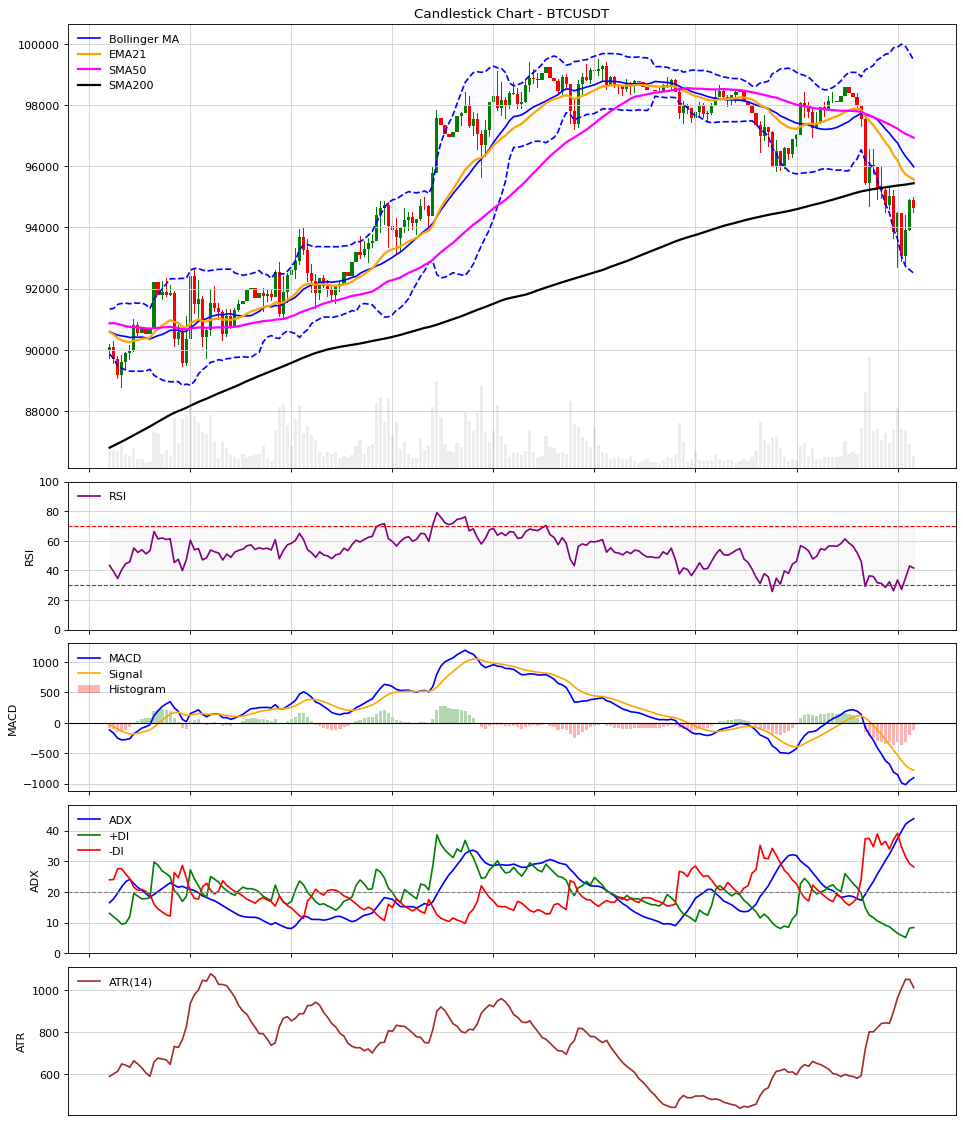 Candlestick Chart - BTCUSDT
100000
98000
96000
94000
92000
90000
88000
Bollinger MA
EMA21
SMA50
SMA200
RSI
100
80
60
40
20
0
RSI
MACD
1000
500
0
−500
−1000
MACD
Signal
Histogram
ADX
40
30
20
10
0
ADX
+DI
-DI
ATR
1000
800
600
ATR(14)